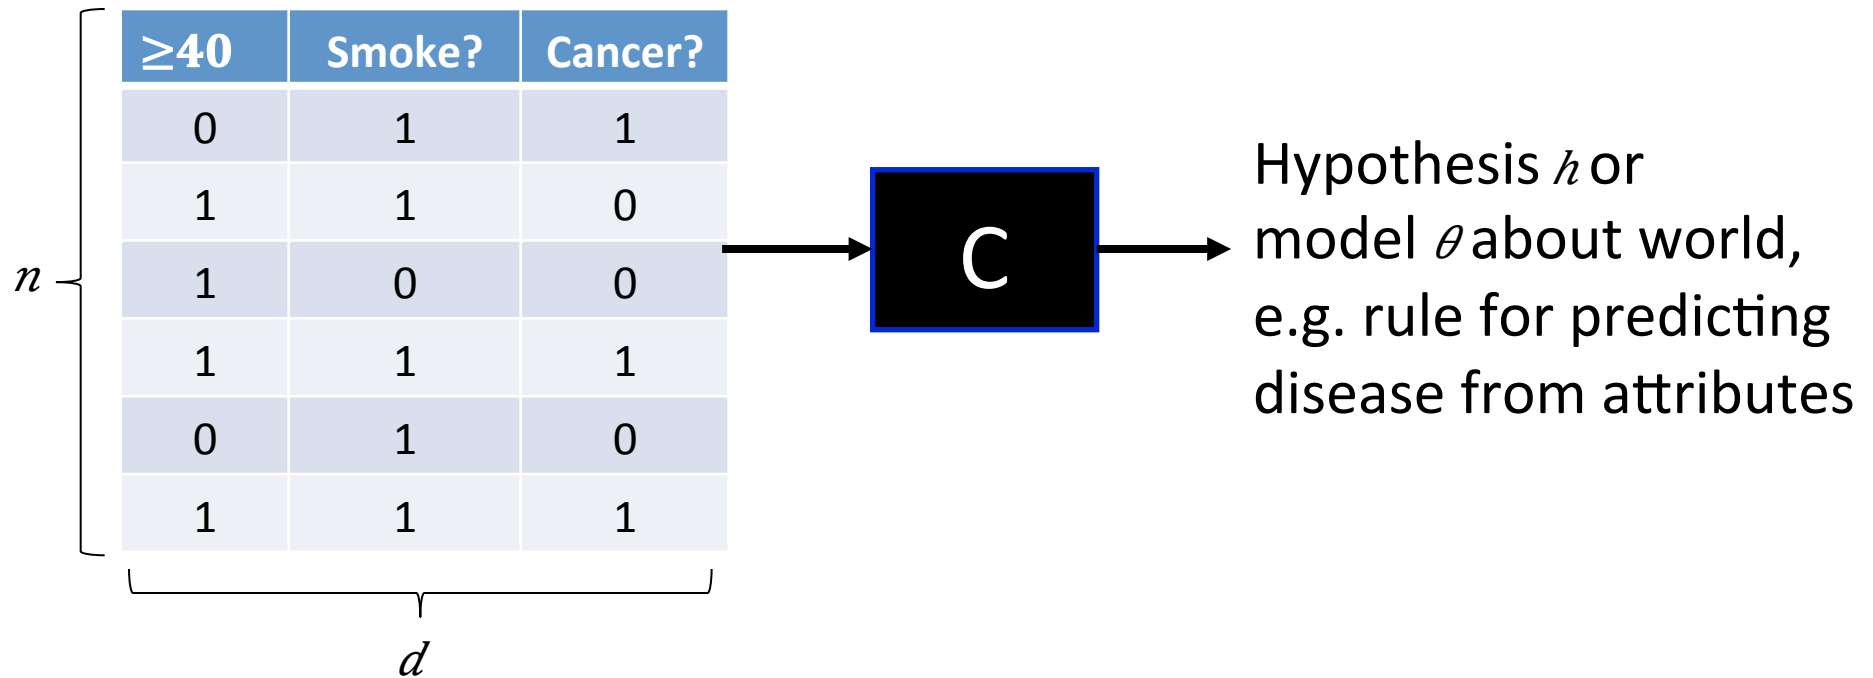 ≥40 Smoke? Cancer?
0 1 1
1 1 0
1 0 0
1 1 1
0 1 0
1 1 1
n
d
C
Hypothesis h or
model θ about world,
e.g. rule for predicting
disease from attributes